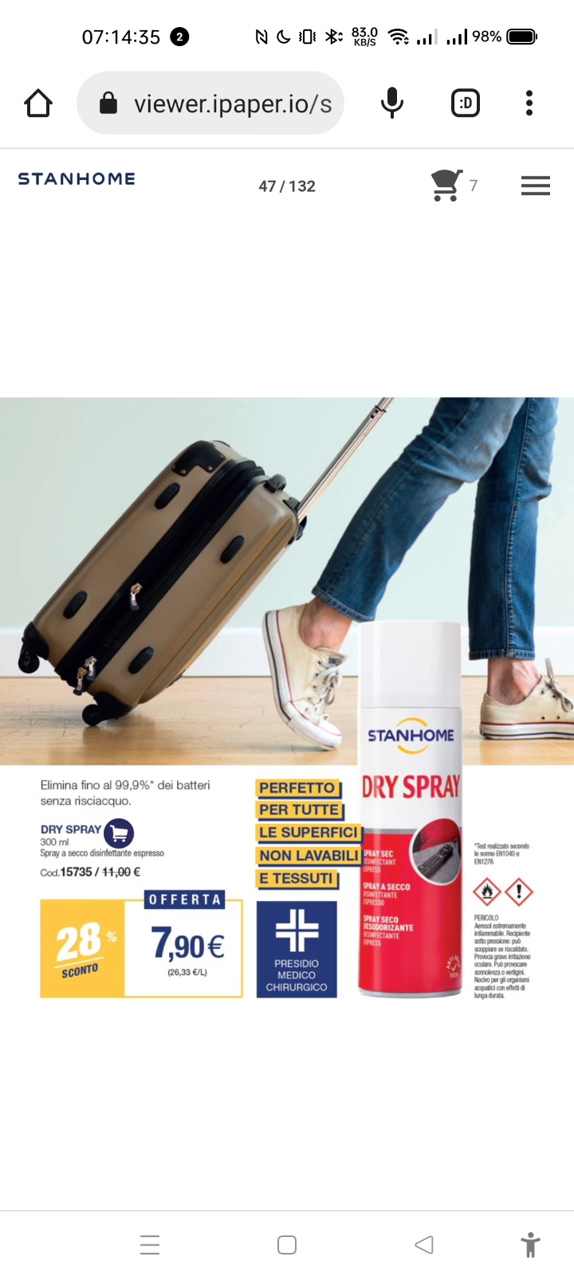 07:14:35 2 83.0 KB/S 98%
viewer.ipaper.io/s :D
STANHOME 47 / 132 7
STANHOME
DRY SPRAY
SPRAY SEC
DESINFECTANT
EXPRESS
SPRAY A SECCO
DISINFETTANTE
ESPRESSO
SPRAY SECO
DESODORIZANTE
Elimina fino al 99,9%* dei batteri
senza risciacquo.
DRY SPRAY
300 ml
Spray a secco disinfettante espresso
Cod.15735 / 11,00 €
OFFERTA
28%
SCONTO
7,90 €
(26,33 €/L)
PERFETTO
PER TUTTE
LE SUPERFICI
NON LAVABILI
E TESSUTI
PRESIDIO
MEDICO
CHIRURGICO
*Test realizzato secondo
le norme EN1040 e
EN1276
PERICOLO
Aerosol estremamente
infiammabile. Recipiente
sotto pressione: può
scoppiare se riscaldato.
Provoca grave irritazione
oculare. Può provocare
sonnolenza o vertigini.
Nocivo per gli organismi
acquatici con effetti di
lunga durata.